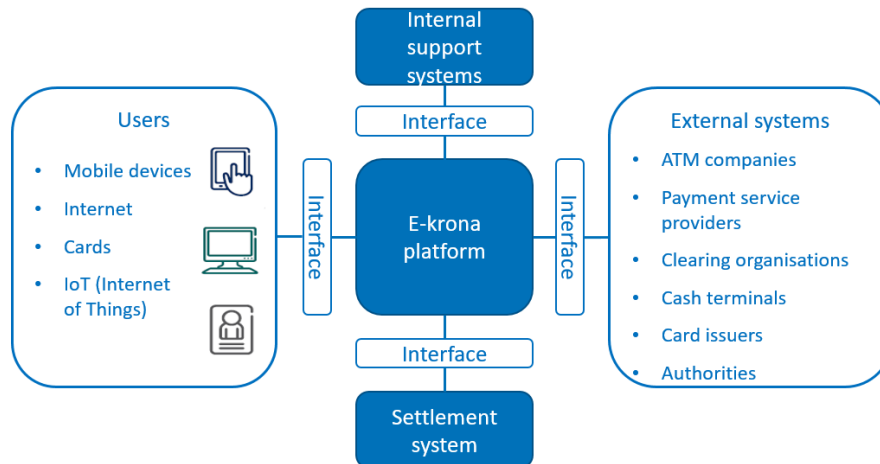 Internal
support
systems
Interface
Users
Mobile devices
Internet
Cards
IoT (Internet
of Things)
Interface
E-krona
platform
Interface
External systems
ATM companies
Payment service
providers
Clearing organisations
Cash terminals
Card issuers
Authorities
Interface
Settlement
system